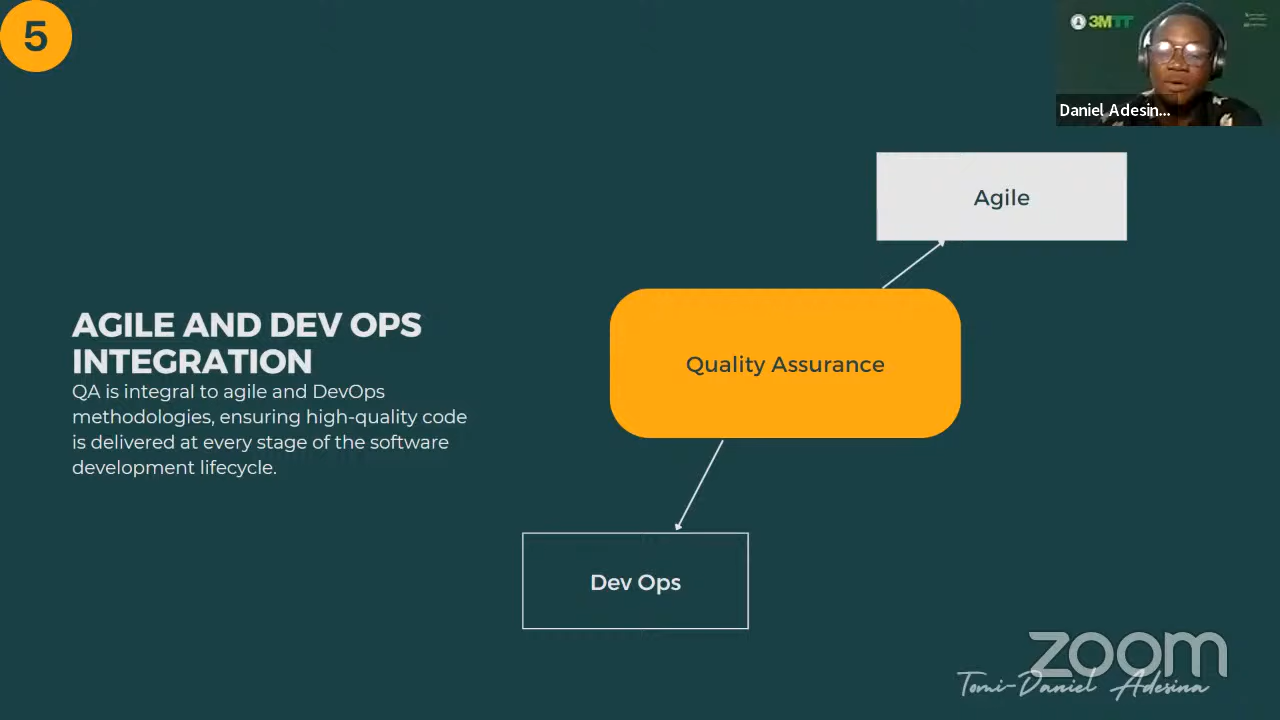 5
3MTT
Daniel Adesin...
Agile
AGILE AND DEV OPS
INTEGRATION
QA is integral to agile and DevOps
methodologies, ensuring high-quality code
is delivered at every stage of the software
development lifecycle.
Quality Assurance
Dev Ops
zoom
Tomi-Daniel Adesina